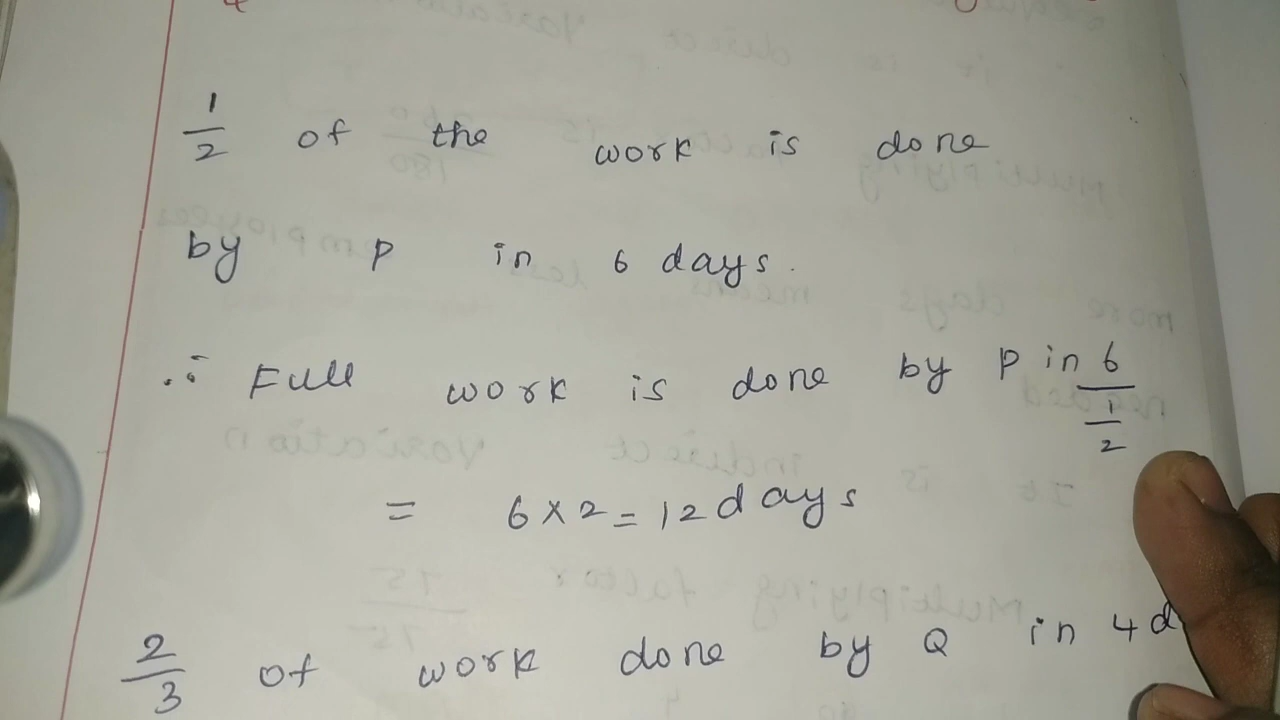 1/2 of the work is done
by P in 6 days.
∴ Full work is done by P in 6/(1/2)
= 6 x 2 = 12 days
2/3 of work done by Q in 4 d